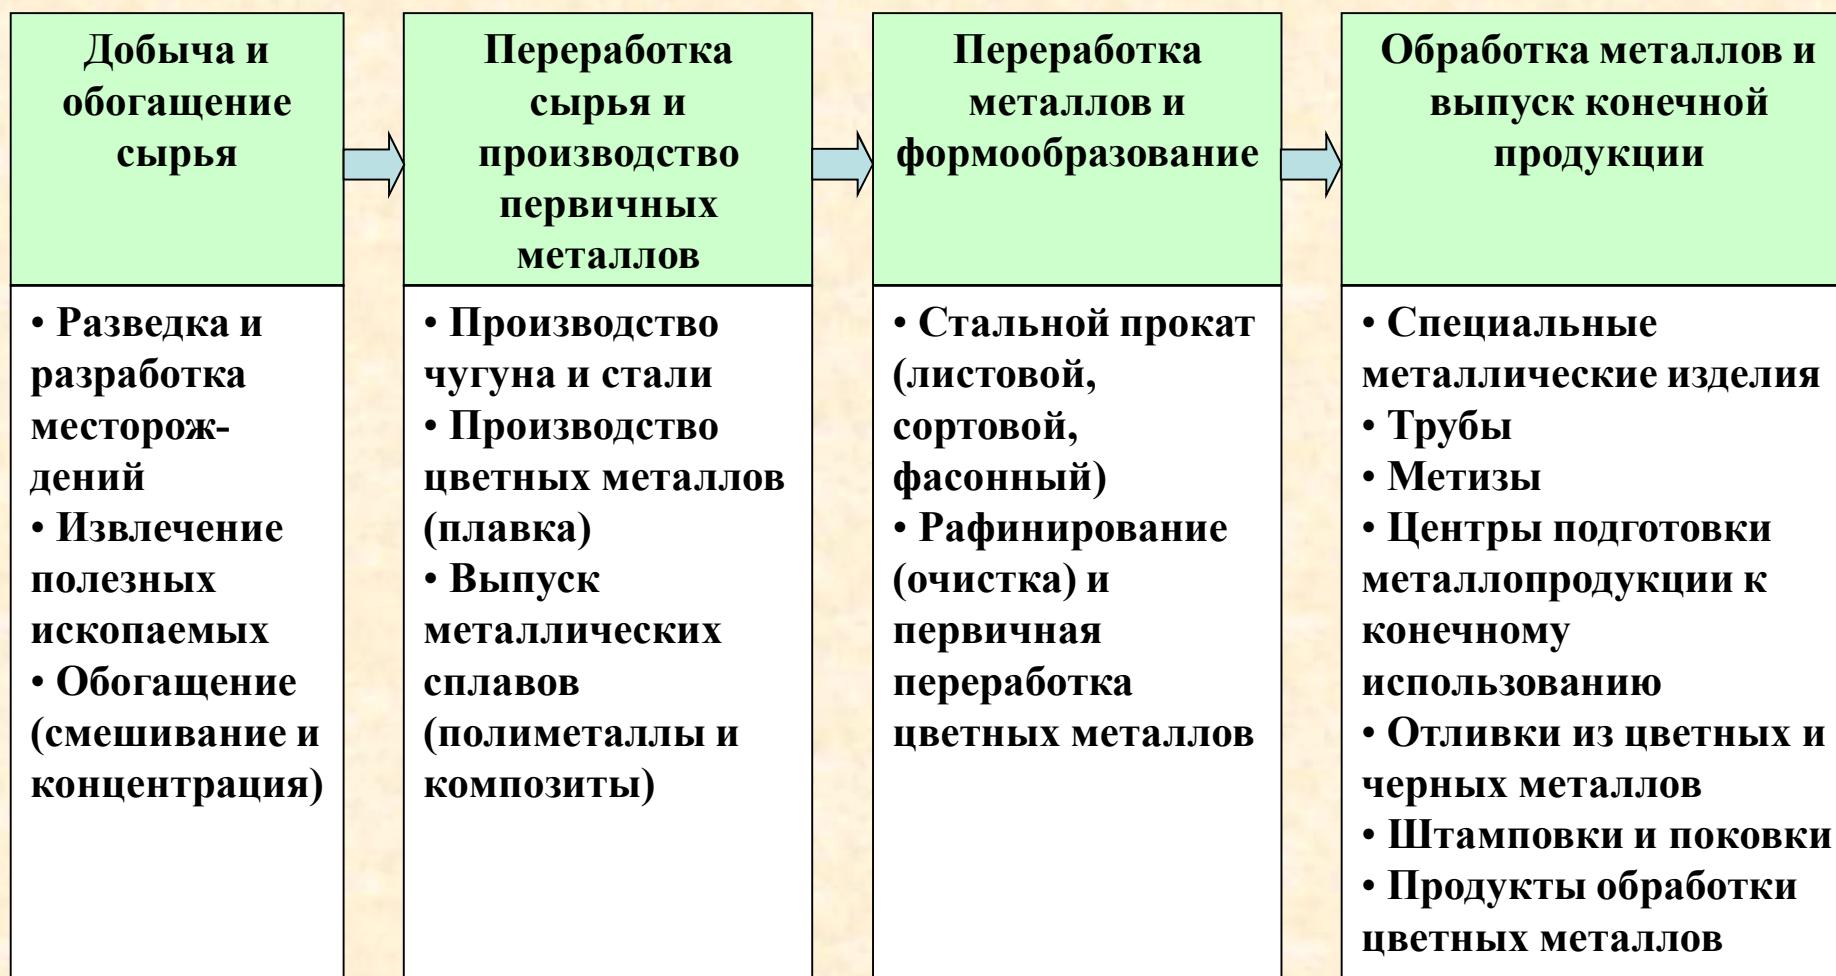 Добыча и
обогащение
сырья
Переработка
сырья и
производство
первичных
металлов
Переработка
металлов и
формообразование
Обработка металлов и
выпуск конечной
продукции
• Разведка и
разработка
месторож-
дений
• Извлечение
полезных
ископаемых
• Обогащение
(смешивание и
концентрация)
• Производство
чугуна и стали
• Производство
цветных металлов
(плавка)
• Выпуск
металлических
сплавов
(полиметаллы и
композиты)
• Стальной прокат
(листовой,
сортовой,
фасонный)
• Рафинирование
(очистка) и
первичная
переработка
цветных металлов
• Специальные
металлические изделия
• Трубы
• Метизы
• Центры подготовки
металлопродукции к
конечному
использованию
• Отливки из цветных и
черных металлов
• Штамповки и поковки
• Продукты обработки
цветных металлов